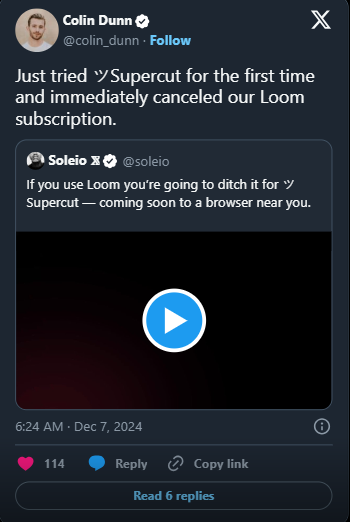 Colin Dunn
@colin_dunn · Follow
Just tried ツSupercut for the first time
and immediately canceled our Loom
subscription.
Soleio @soleio
If you use Loom you're going to ditch it for ツ
Supercut — coming soon to a browser near you.
6:24 AM · Dec 7, 2024
114 Reply Copy link
Read 6 replies